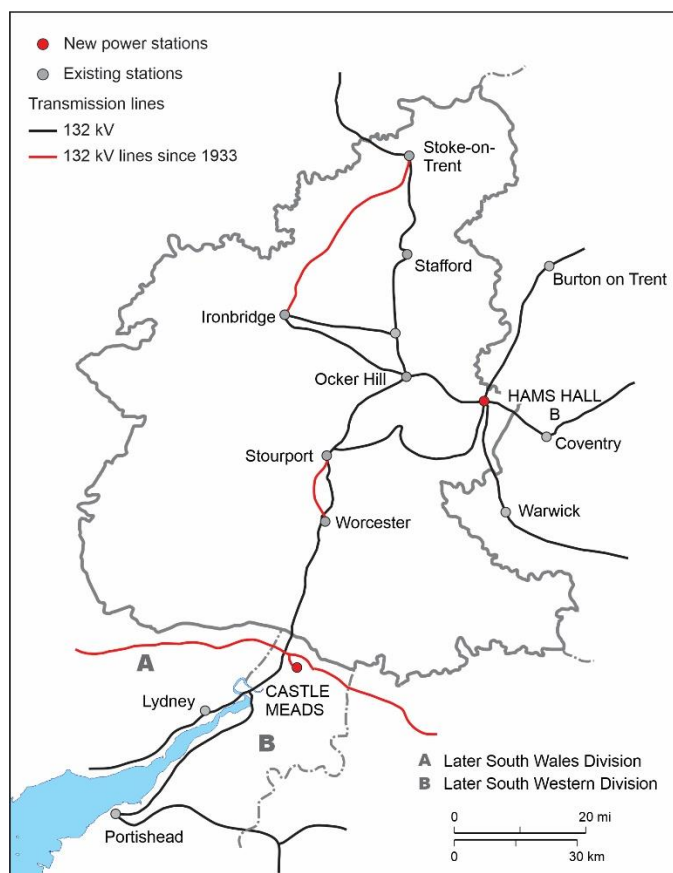 New power stations
Existing stations
Transmission lines
132 kV
132 kV lines since 1933
Stoke-on-
Trent
Stafford
Burton on Trent
Ironbridge
Ocker Hill
HAMS HALL
B
Coventry
Stourport
Warwick
Worcester
A
CASTLE
MEADS
Lydney
B
A Later South Wales Division
B Later South Western Division
Portishead
0 20 mi
0 30 km